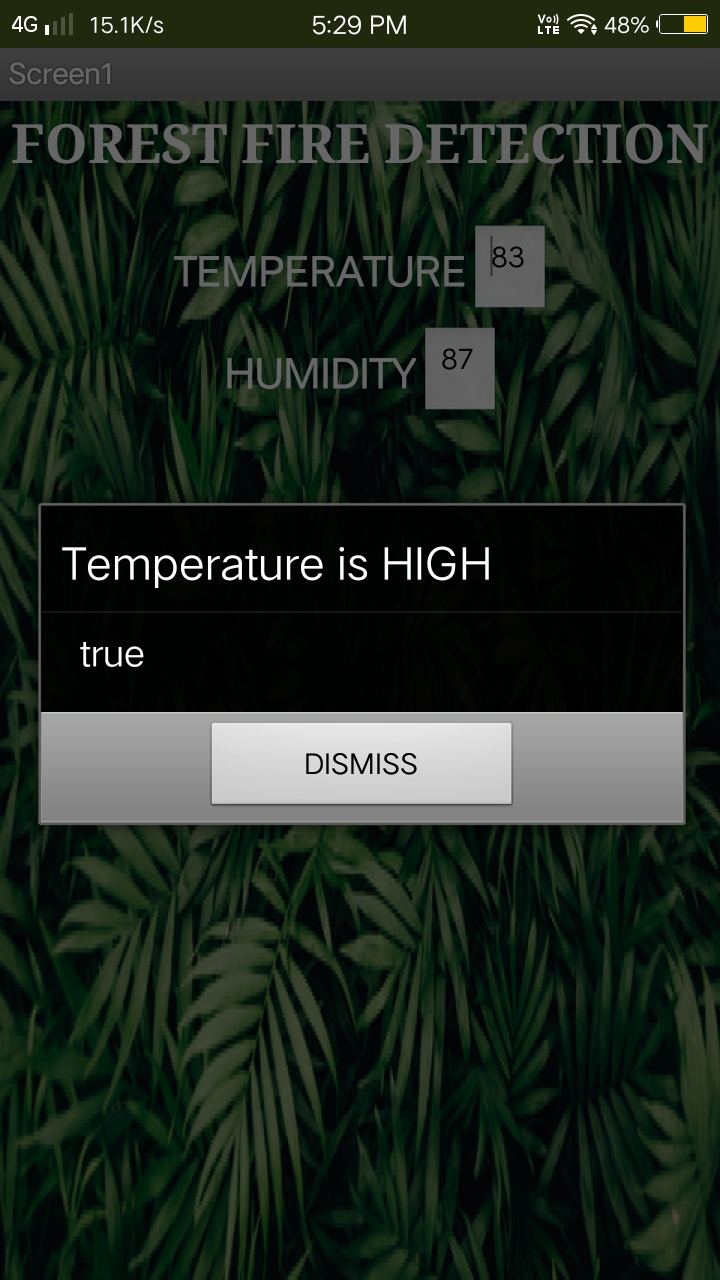 4G 15.1K/s 5:29 PM Vo)) LTE 48%
Screen1
FOREST FIRE DETECTION
TEMPERATURE 83
HUMIDITY 87
Temperature is HIGH
true
DISMISS